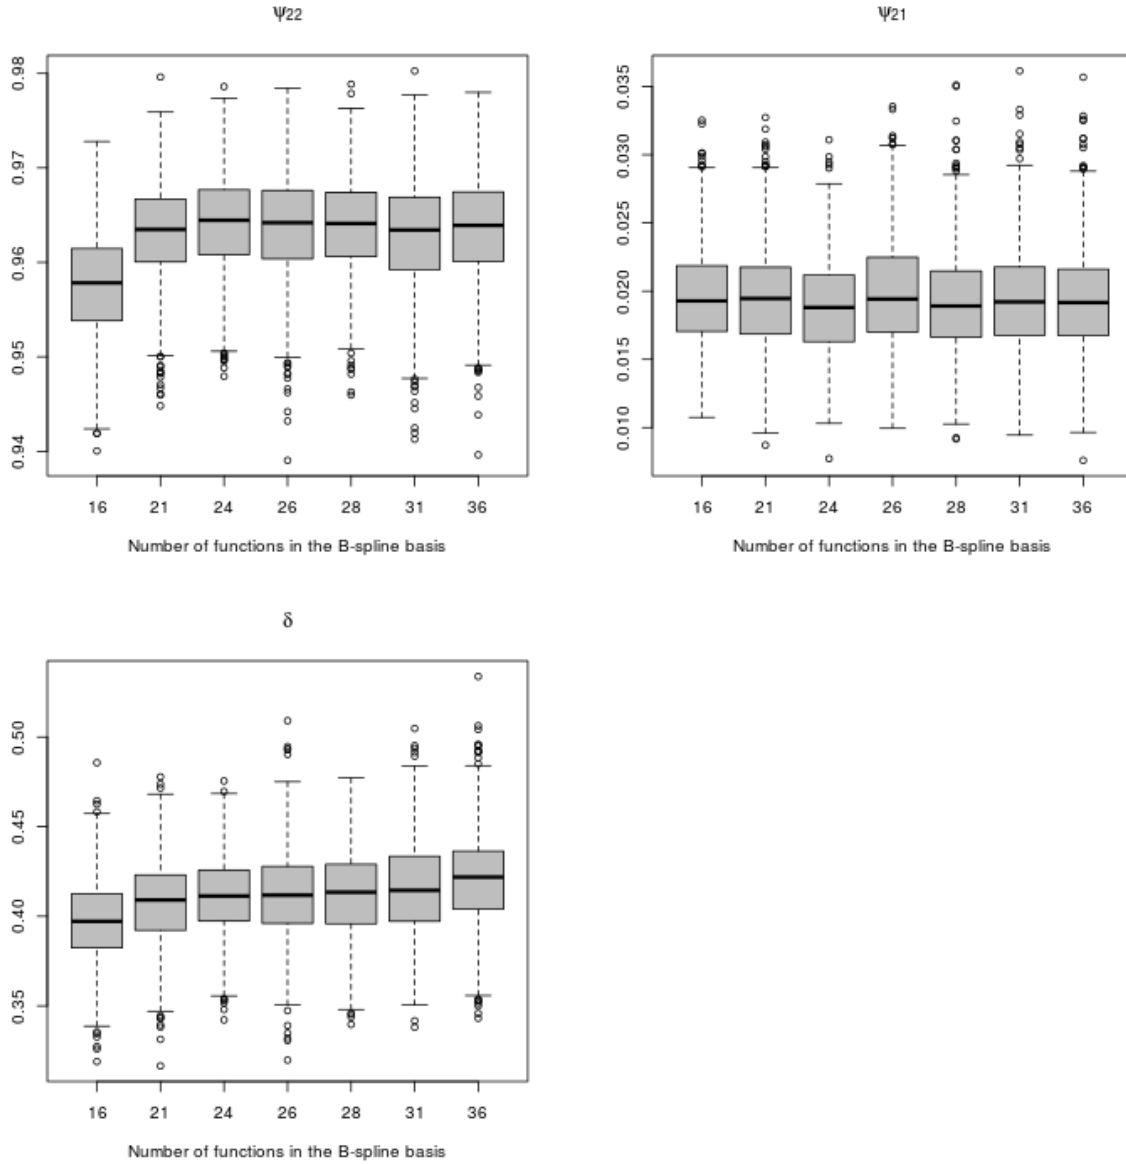 ψ22
0.98
0.97
0.96
0.95
0.94
16 21 24 26 28 31 36
Number of functions in the B-spline basis
ψ21
0.035
0.030
0.025
0.020
0.015
0.010
16 21 24 26 28 31 36
Number of functions in the B-spline basis
δ
0.50
0.45
0.40
0.35
16 21 24 26 28 31 36
Number of functions in the B-spline basis